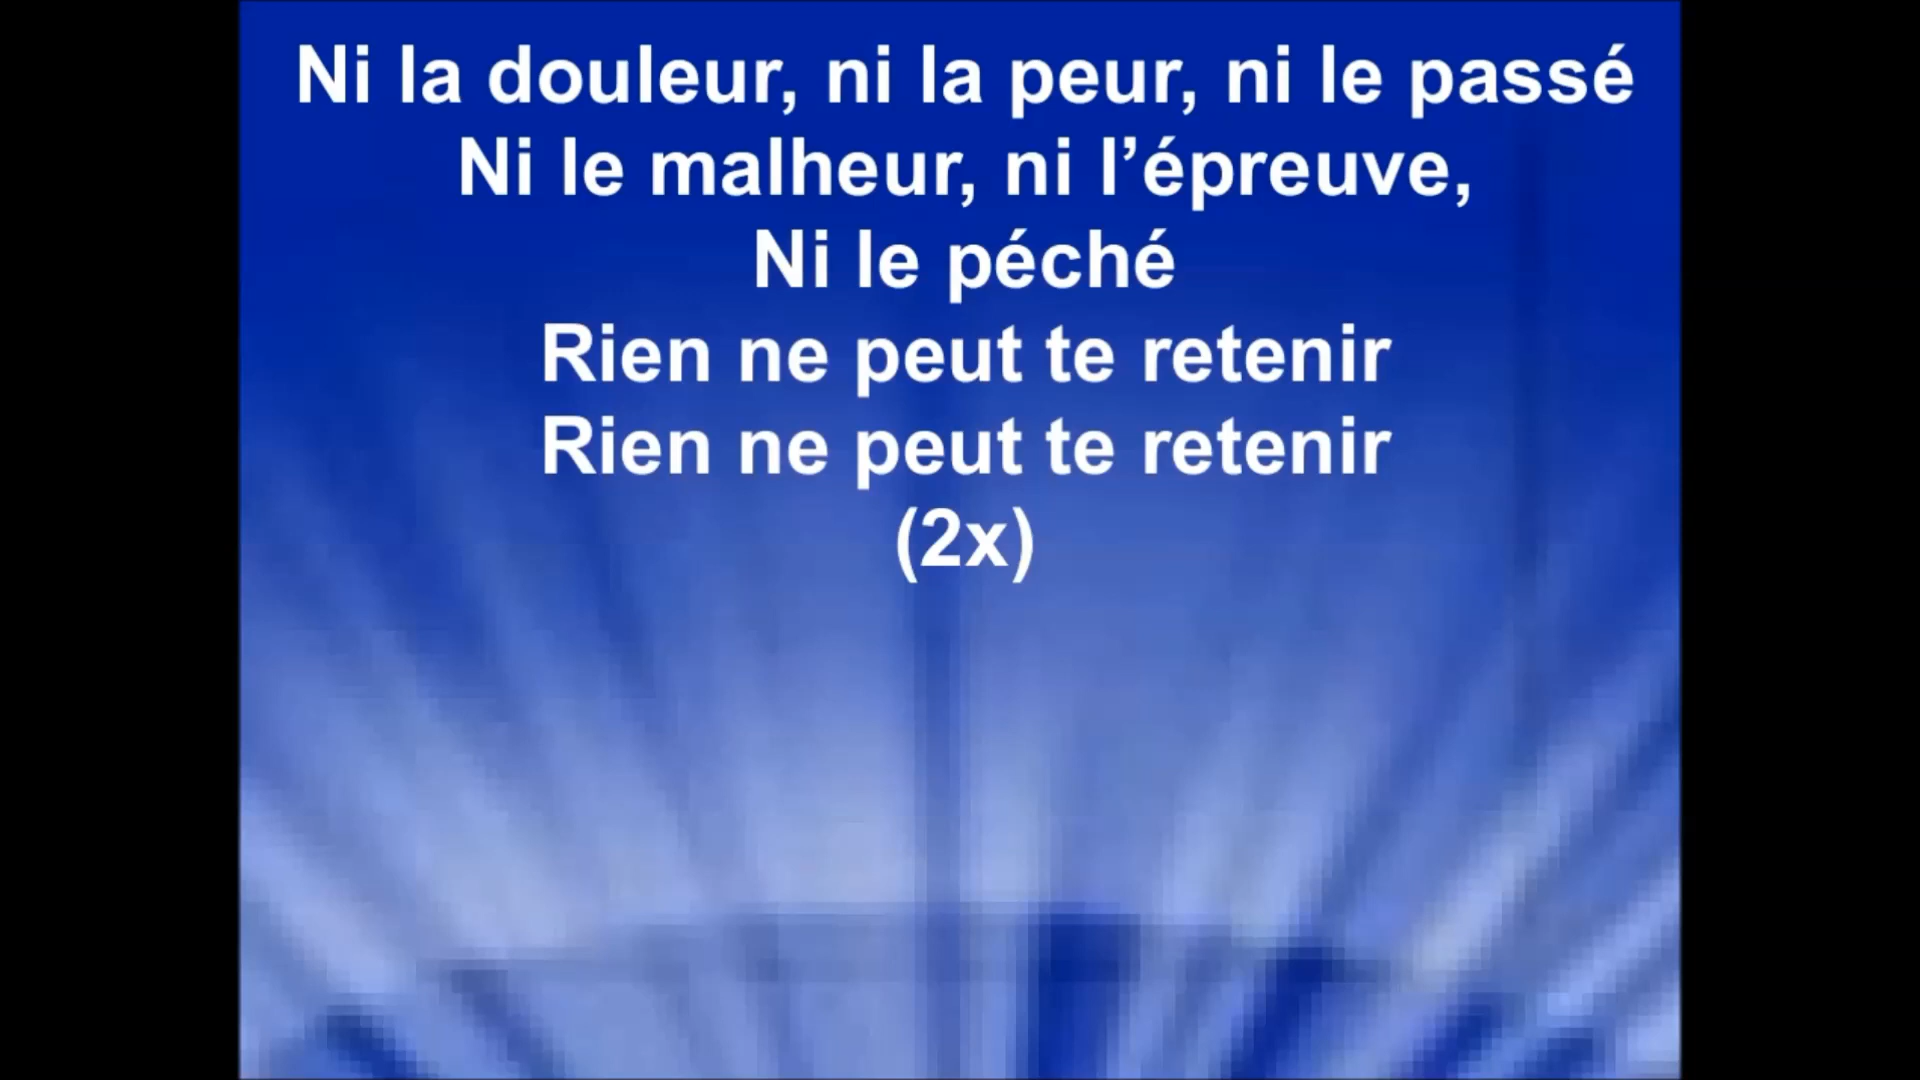 Ni la douleur, ni la peur, ni le passé
Ni le malheur, ni l’épreuve,
Ni le péché
Rien ne peut te retenir
Rien ne peut te retenir
(2x)